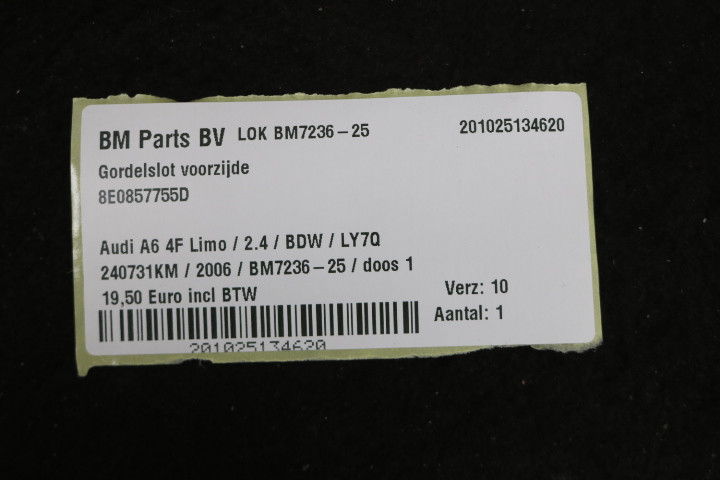 BM Parts BV LOK BM7236-25 201025134620
Gordelslot voorzijde
8E0857755D
Audi A6 4F Limo / 2.4 / BDW / LY7Q
240731KM / 2006 / BM7236-25 / doos 1
19,50 Euro incl BTW
Verz: 10
Aantal: 1
201025134620